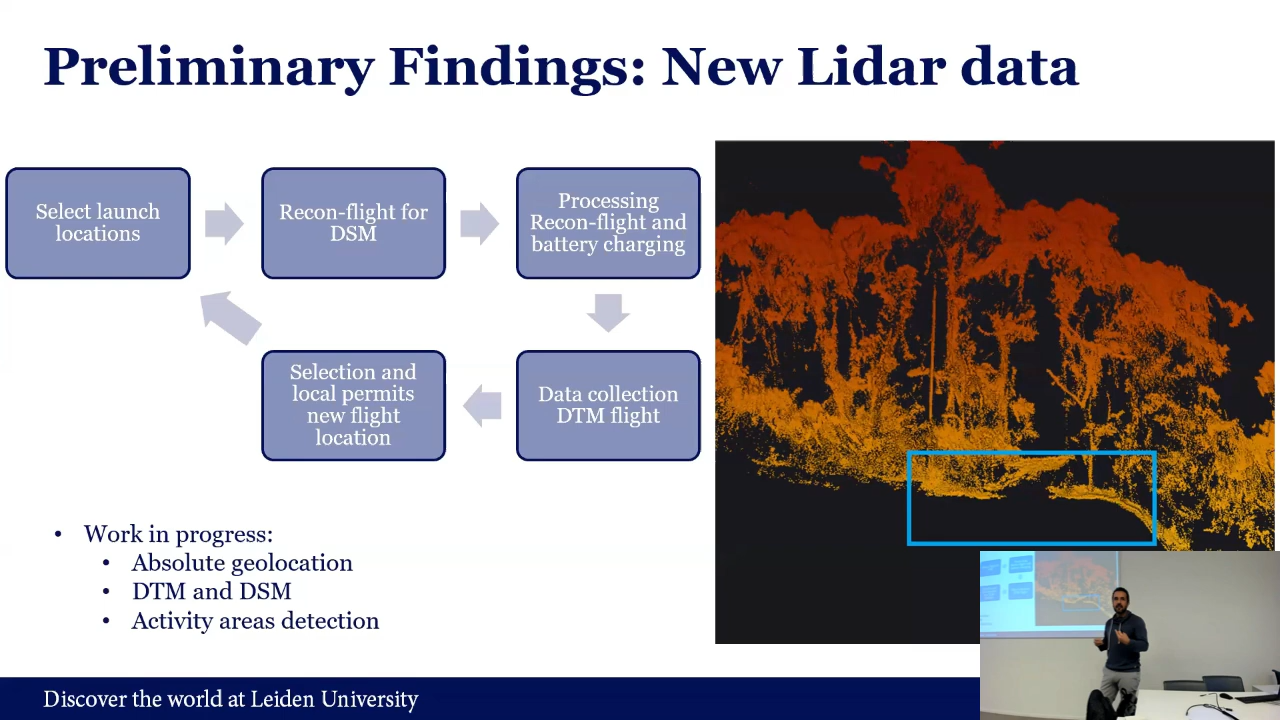 Preliminary Findings: New Lidar data
Select launch
locations
Recon-flight for
DSM
Processing
Recon-flight and
battery charging
Data collection
DTM flight
Selection and
local permits
new flight
location
• Work in progress:
• Absolute geolocation
• DTM and DSM
• Activity areas detection
Discover the world at Leiden University